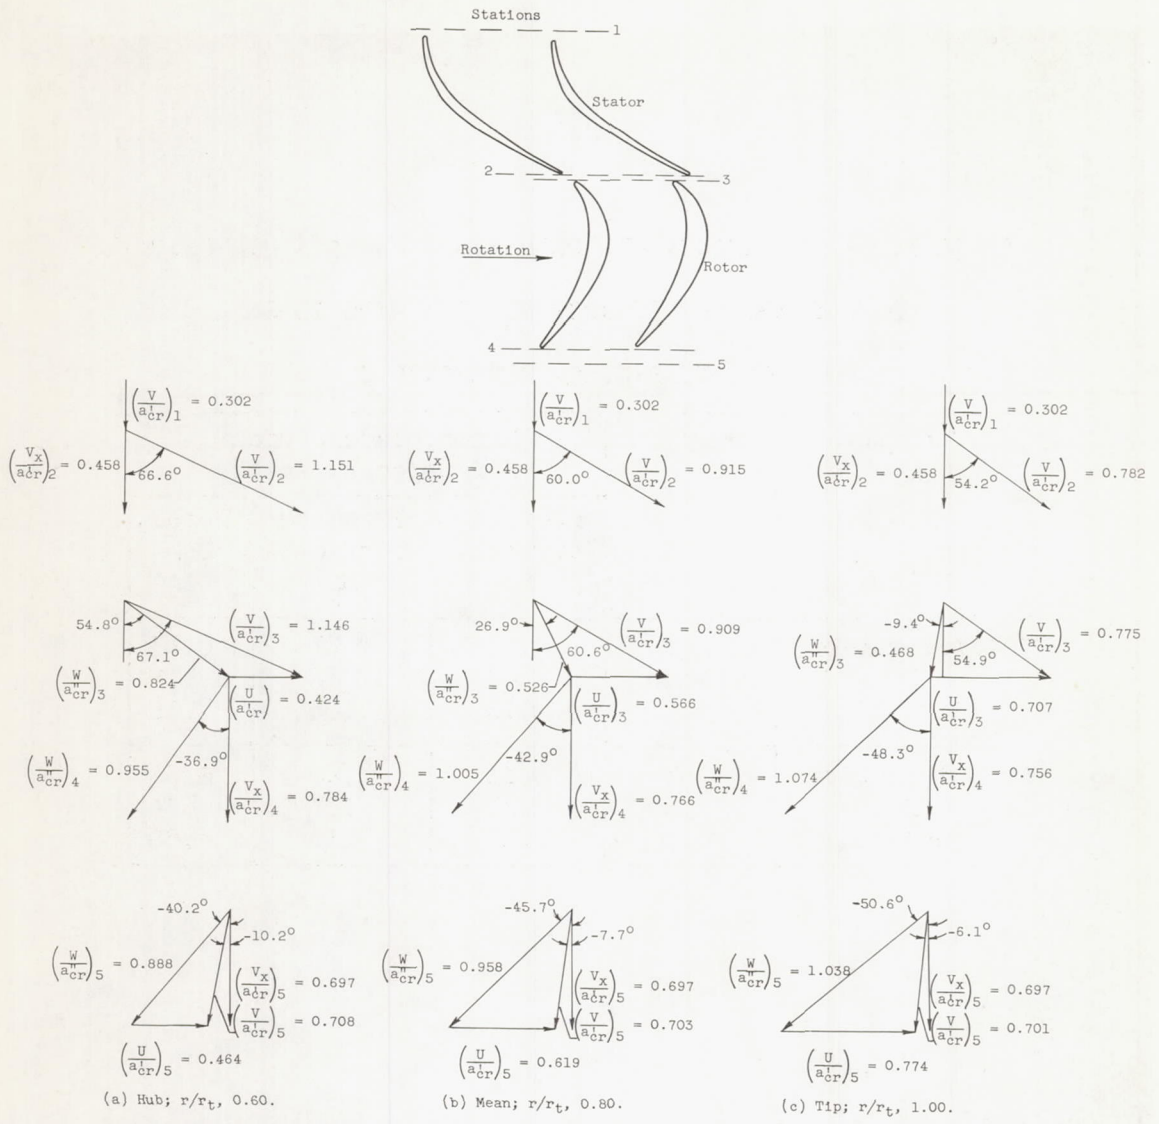 Stations
1
Stator
2
3
Rotation
Rotor
4
5
(V/a'cr)1 = 0.302
(Vx/a'cr)2 = 0.458
66.6°
(V/a'cr)2 = 1.151
(V/a'cr)1 = 0.302
(Vx/a'cr)2 = 0.458
60.0°
(V/a'cr)2 = 0.915
(V/a'cr)1 = 0.302
(Vx/a'cr)2 = 0.458
54.2°
(V/a'cr)2 = 0.782
54.8°
67.1°
(V/a'cr)3 = 1.146
(W/a"cr)3 = 0.824
(U/a'cr) = 0.424
(W/a"cr)4 = 0.955
-36.9°
(Vx/a'cr)4 = 0.784
26.9°
60.6°
(V/a'cr)3 = 0.909
(W/a"cr)3 = 0.526
(U/a'cr)3 = 0.566
(W/a"cr)4 = 1.005
-42.9°
(Vx/a'cr)4 = 0.766
-9.4°
54.9°
(V/a'cr)3 = 0.775
(W/a"cr)3 = 0.468
(U/a'cr)3 = 0.707
(W/a"cr)4 = 1.074
-48.3°
(Vx/a'cr)4 = 0.756
-40.2°
-10.2°
(W/a"cr)5 = 0.888
(Vx/a'cr)5 = 0.697
(V/a'cr)5 = 0.708
(U/a'cr)5 = 0.464
(a) Hub; r/rt, 0.60.
-45.7°
-7.7°
(W/a"cr)5 = 0.958
(Vx/a'cr)5 = 0.697
(V/a'cr)5 = 0.703
(U/a'cr)5 = 0.619
(b) Mean; r/rt, 0.80.
-50.6°
-6.1°
(W/a"cr)5 = 1.038
(Vx/a'cr)5 = 0.697
(V/a'cr)5 = 0.701
(U/a'cr)5 = 0.774
(c) Tip; r/rt, 1.00.